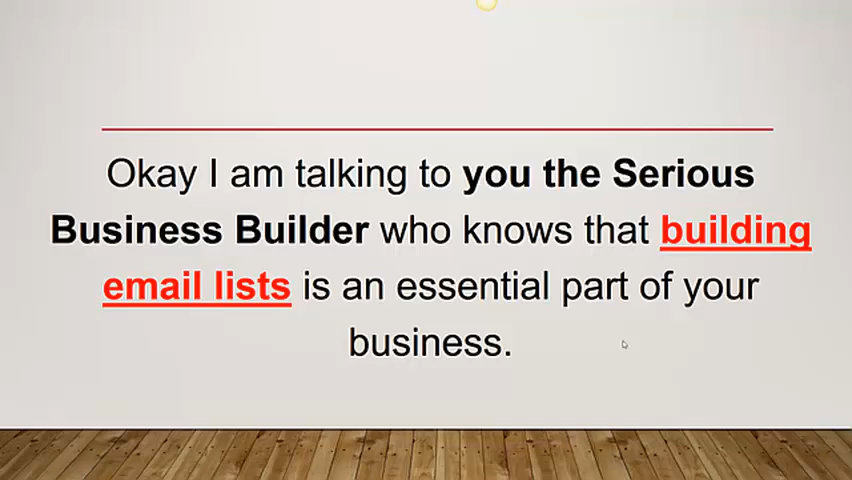 Okay I am talking to you the Serious
Business Builder who knows that building
email lists is an essential part of your
business.